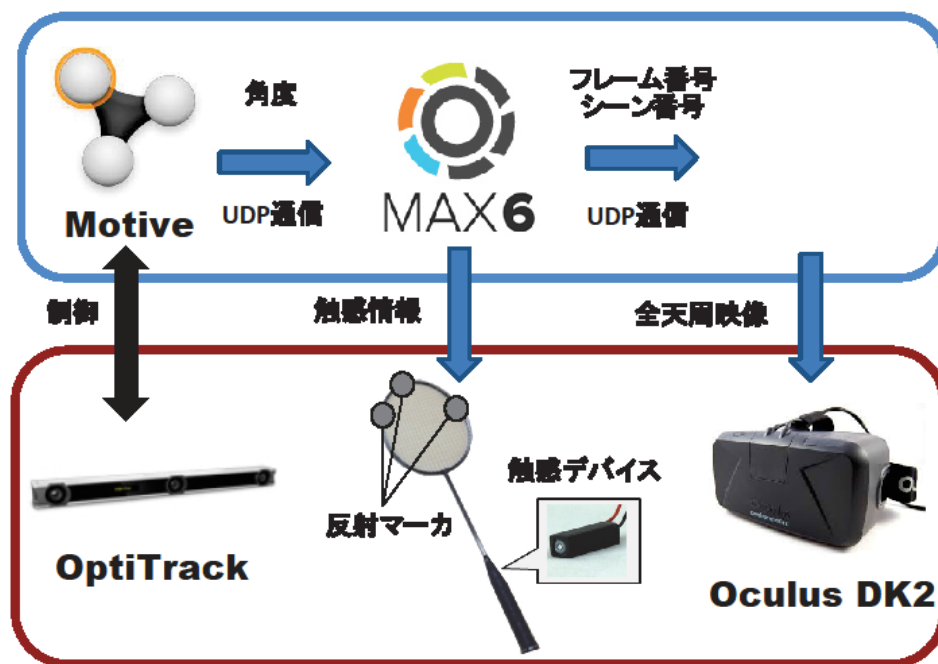 角度
フレーム番号
シーン番号
MAX6
Motive
UDP通信
UDP通信
制御
触感情報
全天周映像
触感デバイス
反射マーカ
OptiTrack
Oculus DK2